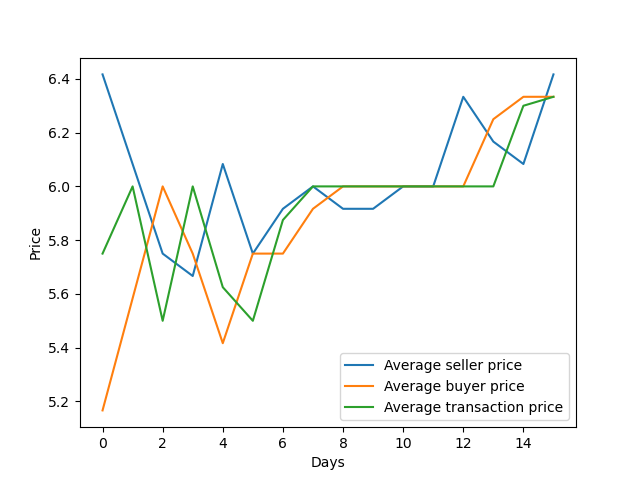 6.4
6.2
6.0
5.8
5.6
5.4
5.2
Price
0 2 4 6 8 10 12 14
Days
Average seller price
Average buyer price
Average transaction price